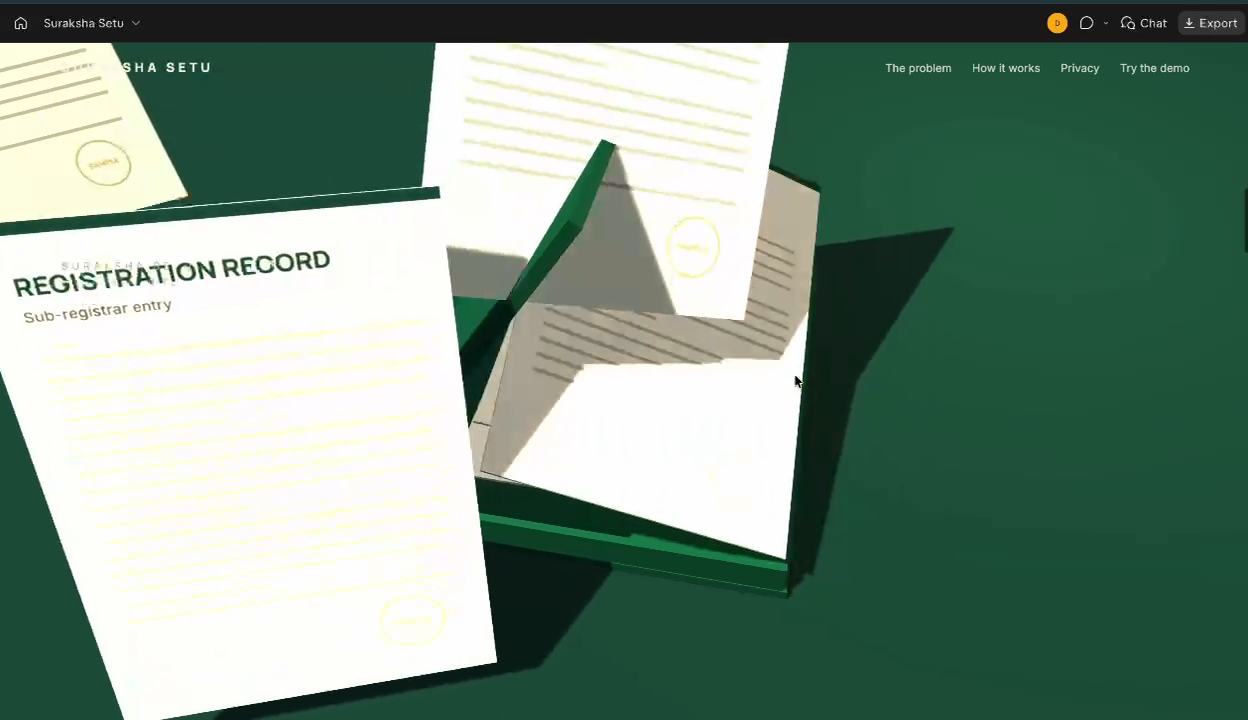 Suraksha Setu
D
Chat
Export
SHA SETU
The problem
How it works
Privacy
Try the demo
REGISTRATION RECORD
Sub-registrar entry